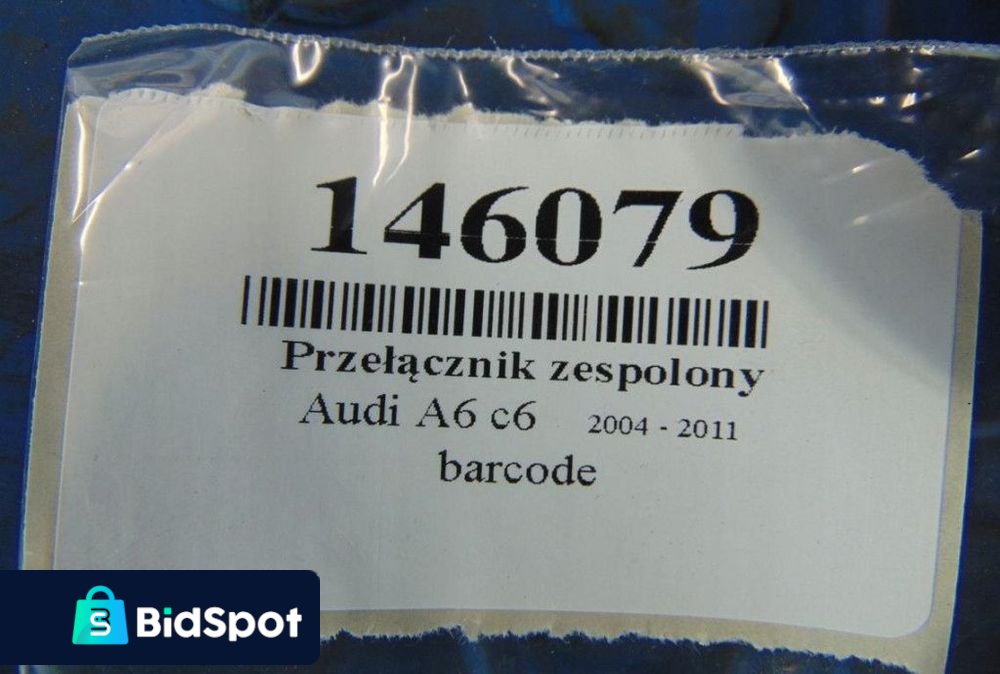 146079
Przełącznik zespolony
Audi A6 c6 2004 - 2011
barcode
BidSpot